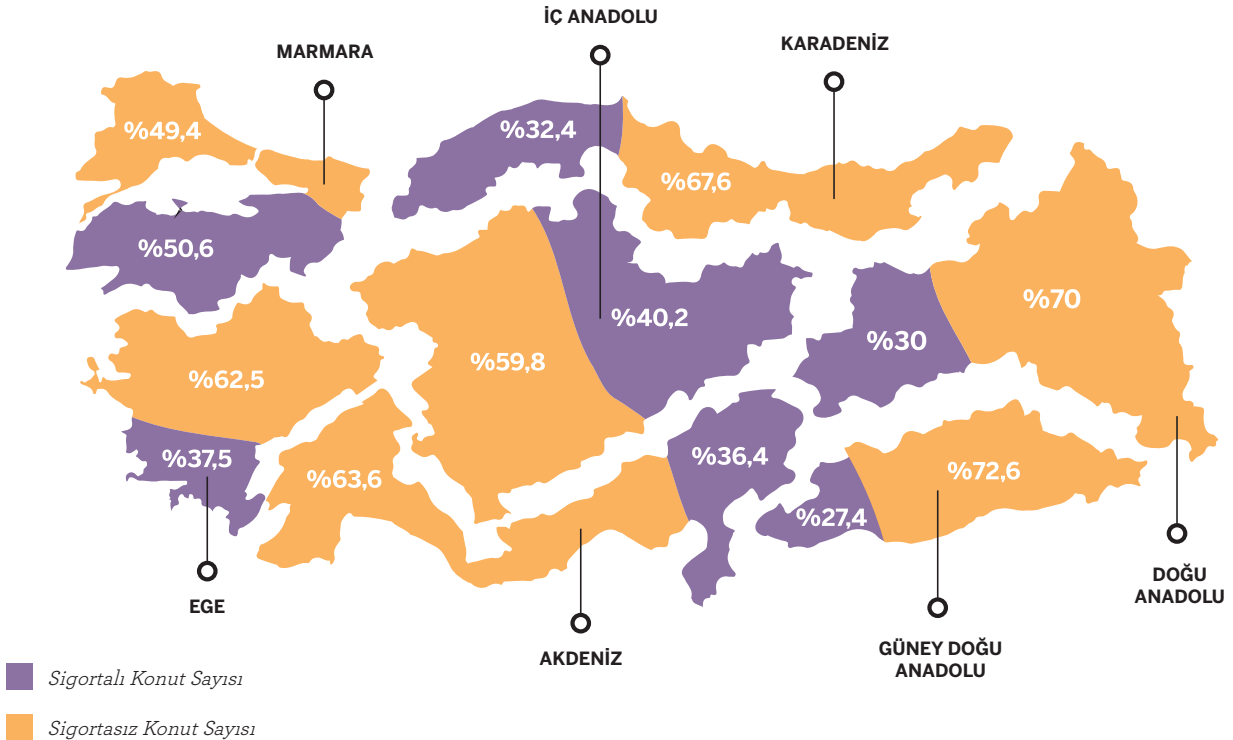 İÇ ANADOLU
MARMARA
KARADENİZ
%49,4
%32,4
%67,6
%50,6
%40,2
%70
%30
%59,8
%62,5
%37,5
%63,6
%36,4
%72,6
%27,4
EGE
AKDENİZ
GÜNEY DOĞU
ANADOLU
DOĞU
ANADOLU
Sigortalı Konut Sayısı
Sigortasız Konut Sayısı